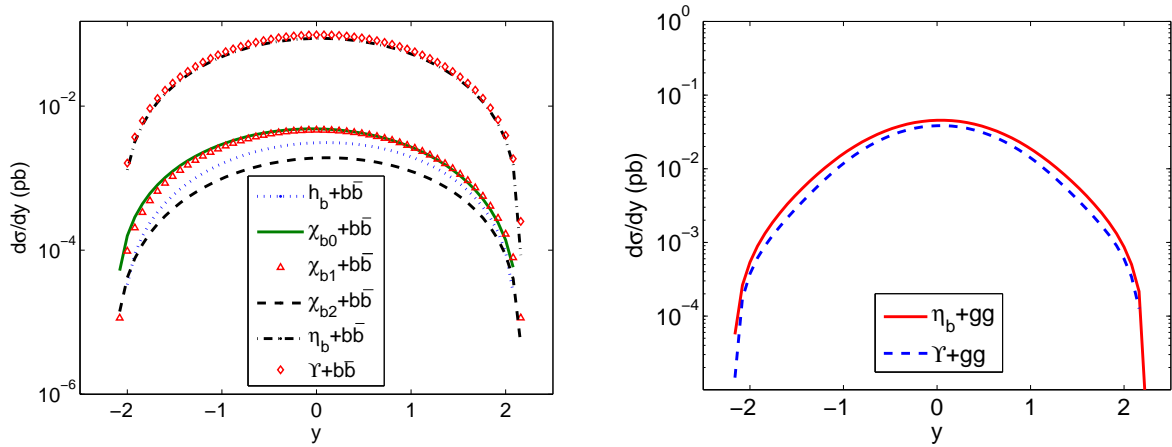 dσ/dy (pb)
10⁻²
10⁻⁴
10⁻⁶
−2 −1 0 1 2
y
h_b+bb̄
χ_b0+bb̄
χ_b1+bb̄
χ_b2+bb̄
η_b+bb̄
ϒ+bb̄
dσ/dy (pb)
10⁰
10⁻¹
10⁻²
10⁻³
10⁻⁴
−2 −1 0 1 2
y
η_b+gg
ϒ+gg